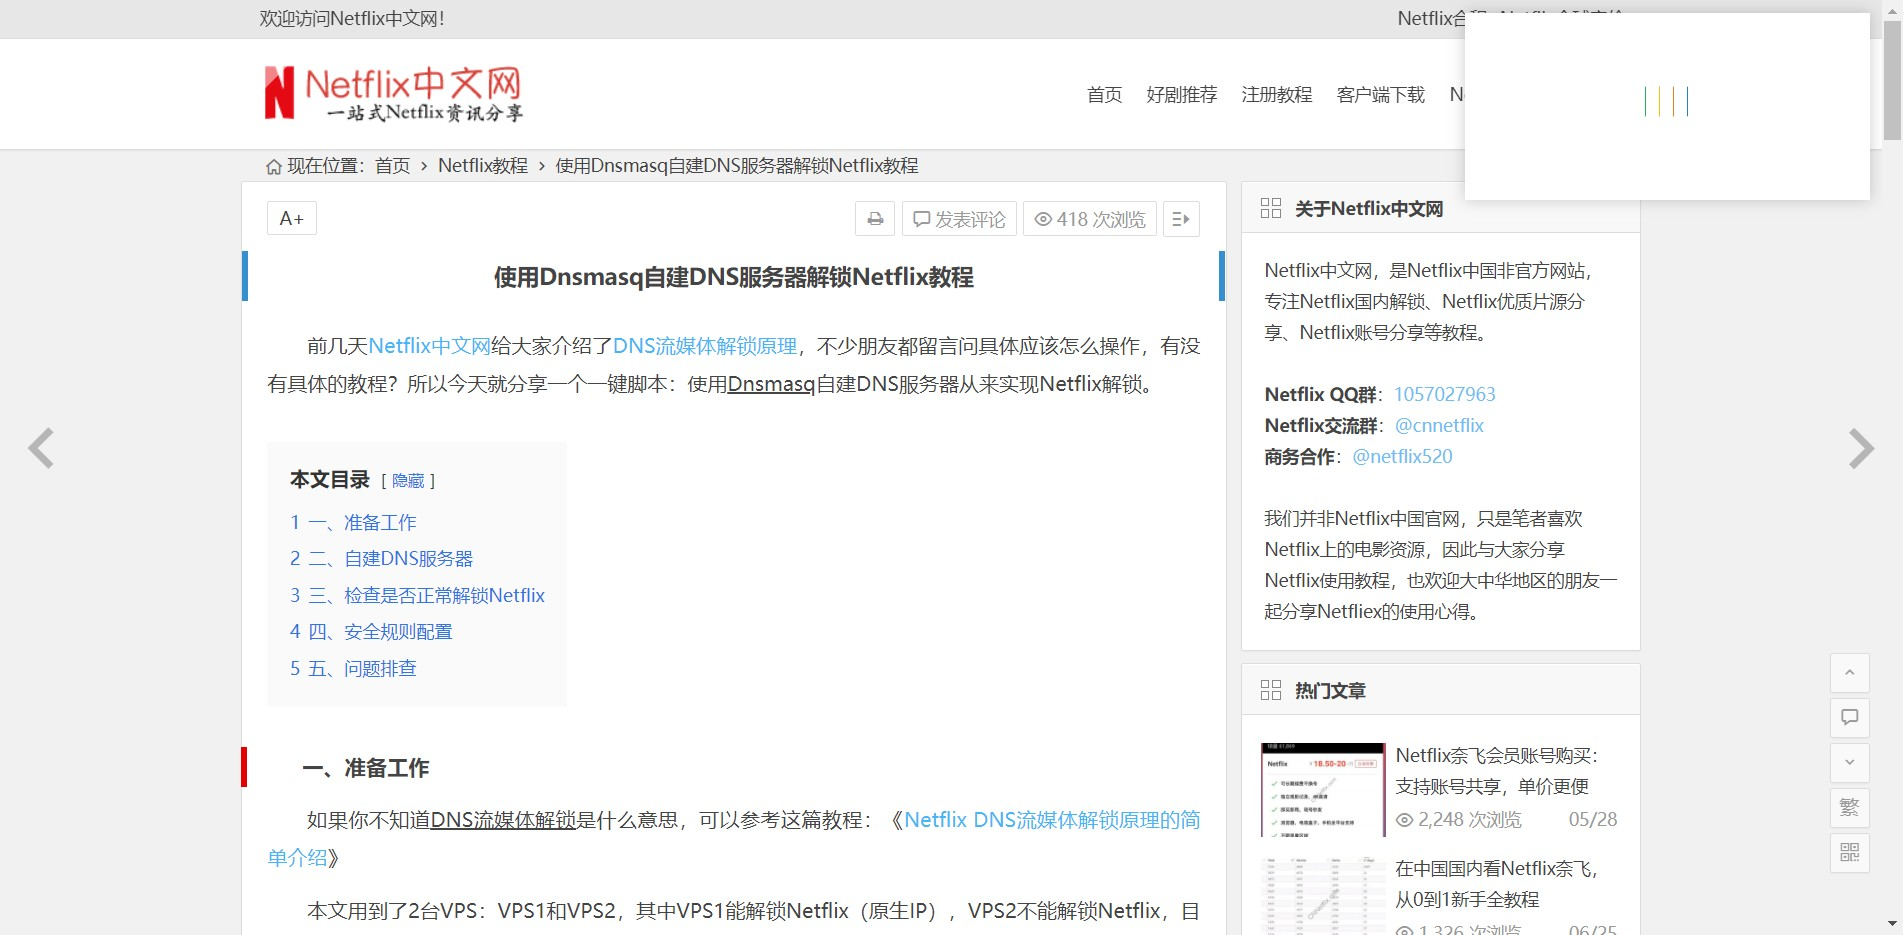 欢迎访问Netflix中文网！
Netflix合租
Netflix中文网
一站式Netflix资讯分享
首页 好剧推荐 注册教程 客户端下载
现在位置：首页 › Netflix教程 › 使用Dnsmasq自建DNS服务器解锁Netflix教程
A+
发表评论 418 次浏览
使用Dnsmasq自建DNS服务器解锁Netflix教程
前几天Netflix中文网给大家介绍了DNS流媒体解锁原理，不少朋友都留言问具体应该怎么操作，有没
有具体的教程？所以今天就分享一个一键脚本：使用Dnsmasq自建DNS服务器从来实现Netflix解锁。
本文目录 [ 隐藏 ]
1 一、准备工作
2 二、自建DNS服务器
3 三、检查是否正常解锁Netflix
4 四、安全规则配置
5 五、问题排查
一、准备工作
如果你不知道DNS流媒体解锁是什么意思，可以参考这篇教程：《Netflix DNS流媒体解锁原理的简
单介绍》
本文用到了2台VPS：VPS1和VPS2，其中VPS1能解锁Netflix（原生IP），VPS2不能解锁Netflix，目
关于Netflix中文网
Netflix中文网，是Netflix中国非官方网站，
专注Netflix国内解锁、Netflix优质片源分
享、Netflix账号分享等教程。
Netflix QQ群：1057027963
Netflix交流群：@cnnetflix
商务合作：@netflix520
我们并非Netflix中国官网，只是笔者喜欢
Netflix上的电影资源，因此与大家分享
Netflix使用教程，也欢迎大中华地区的朋友一
起分享Netfliex的使用心得。
热门文章
Netflix
18.50-20
Netflix奈飞会员账号购买：
支持账号共享，单价更便
2,248 次浏览 05/28
在中国国内看Netflix奈飞，
从0到1新手全教程
1,326 次浏览 06/25
繁